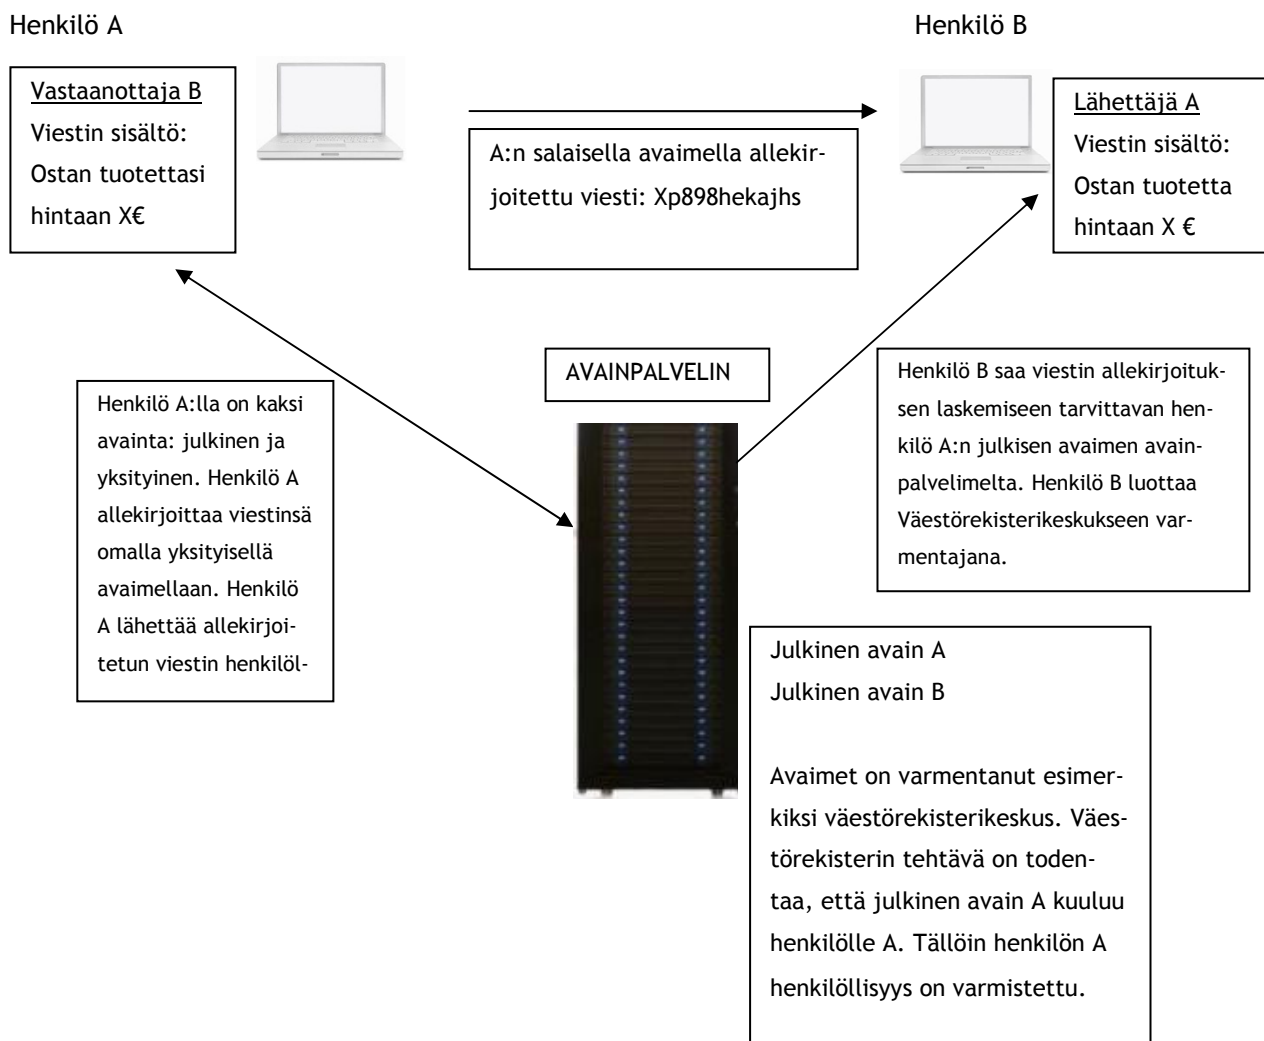 Henkilö A
Henkilö B
Vastaanottaja B
Viestin sisältö:
Ostan tuotettasi
hintaan X€
A:n salaisella avaimella allekir-
joitettu viesti: Xp898hekajhs
Lähettäjä A
Viestin sisältö:
Ostan tuotetta
hintaan X €
Henkilö A:lla on kaksi
avainta: julkinen ja
yksityinen. Henkilö A
allekirjoittaa viestinsä
omalla yksityisellä
avaimellaan. Henkilö
A lähettää allekirjoi-
tetun viestin henkilöl-
AVAINPALVELIN
Henkilö B saa viestin allekirjoituk-
sen laskemiseen tarvittavan hen-
kilö A:n julkisen avaimen avain-
palvelimelta. Henkilö B luottaa
Väestörekisterikeskukseen var-
mentajana.
Julkinen avain A
Julkinen avain B
Avaimet on varmentanut esimer-
kiksi väestörekisterikeskus. Väes-
törekisterin tehtävä on toden-
taa, että julkinen avain A kuuluu
henkilölle A. Tällöin henkilön A
henkilöllisyys on varmistettu.